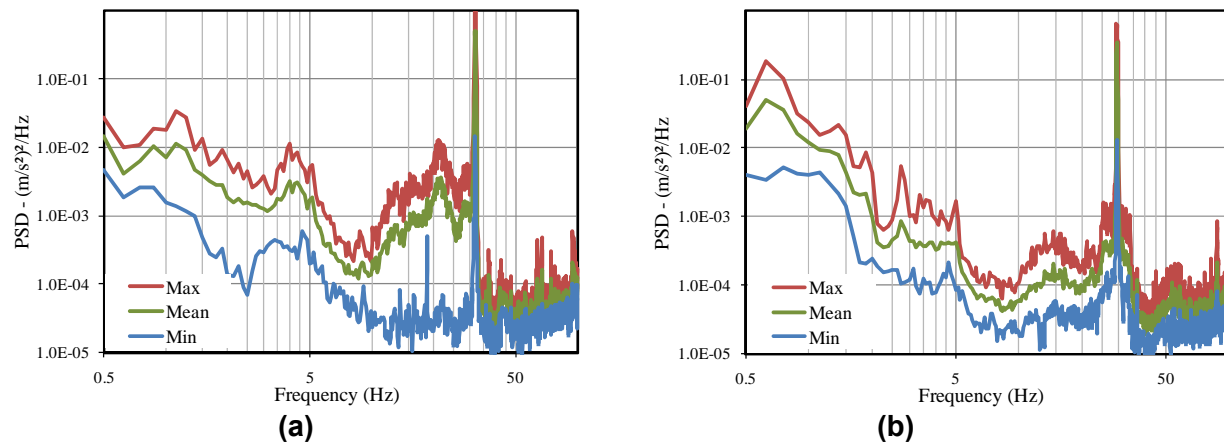 PSD - (m/s²)²/Hz
1.0E-01
1.0E-02
1.0E-03
1.0E-04
1.0E-05
Max
Mean
Min
0.5
5
50
Frequency (Hz)
(a)
PSD - (m/s²)²/Hz
1.0E-01
1.0E-02
1.0E-03
1.0E-04
1.0E-05
Max
Mean
Min
0.5
5
50
Frequency (Hz)
(b)